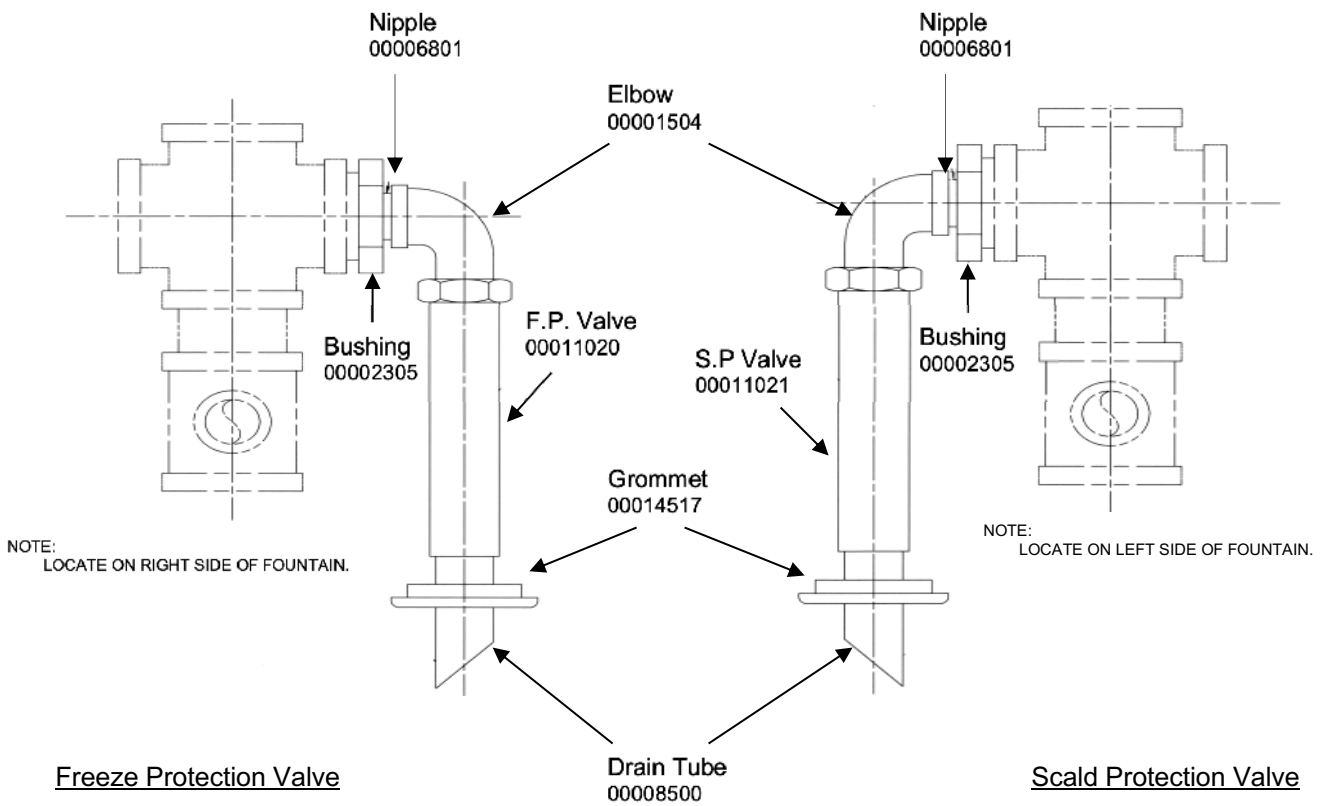 Nipple
00006801
Nipple
00006801
Elbow
00001504
F.P. Valve
00011020
Bushing
00002305
S.P Valve
00011021
Bushing
00002305
Grommet
00014517
NOTE:
LOCATE ON RIGHT SIDE OF FOUNTAIN.
NOTE:
LOCATE ON LEFT SIDE OF FOUNTAIN.
Drain Tube
00008500
Freeze Protection Valve
Scald Protection Valve